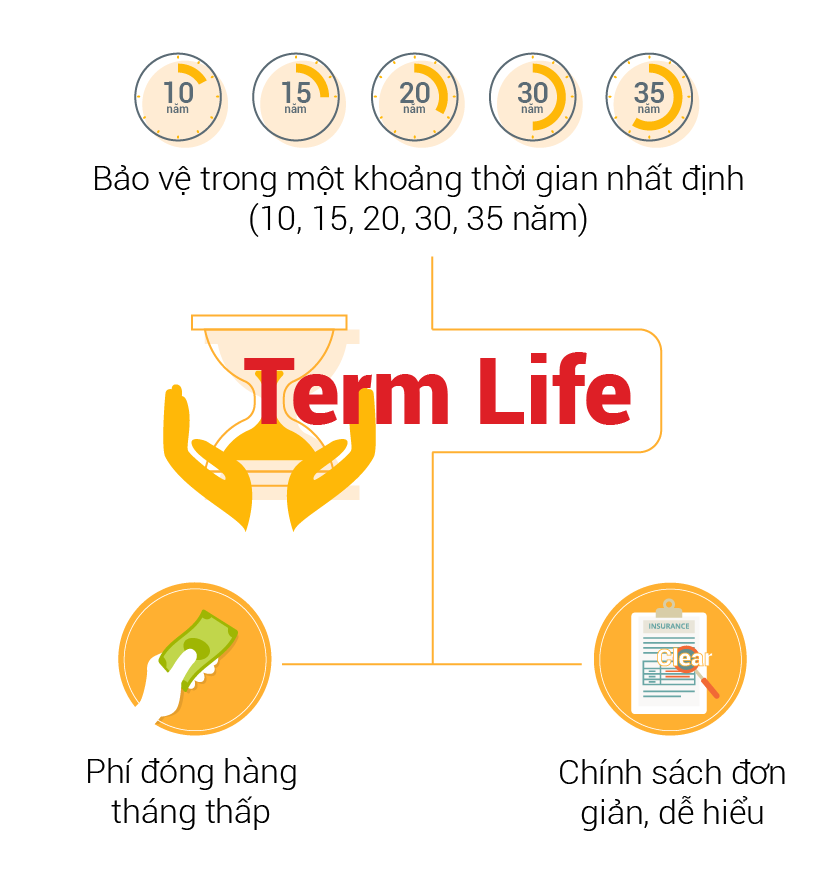 10
năm
15
năm
20
năm
30
năm
35
năm
Bảo vệ trong một khoảng thời gian nhất định
(10, 15, 20, 30, 35 năm)
Term Life
INSURANCE
Clear
Phí đóng hàng
tháng thấp
Chính sách đơn
giản, dễ hiểu